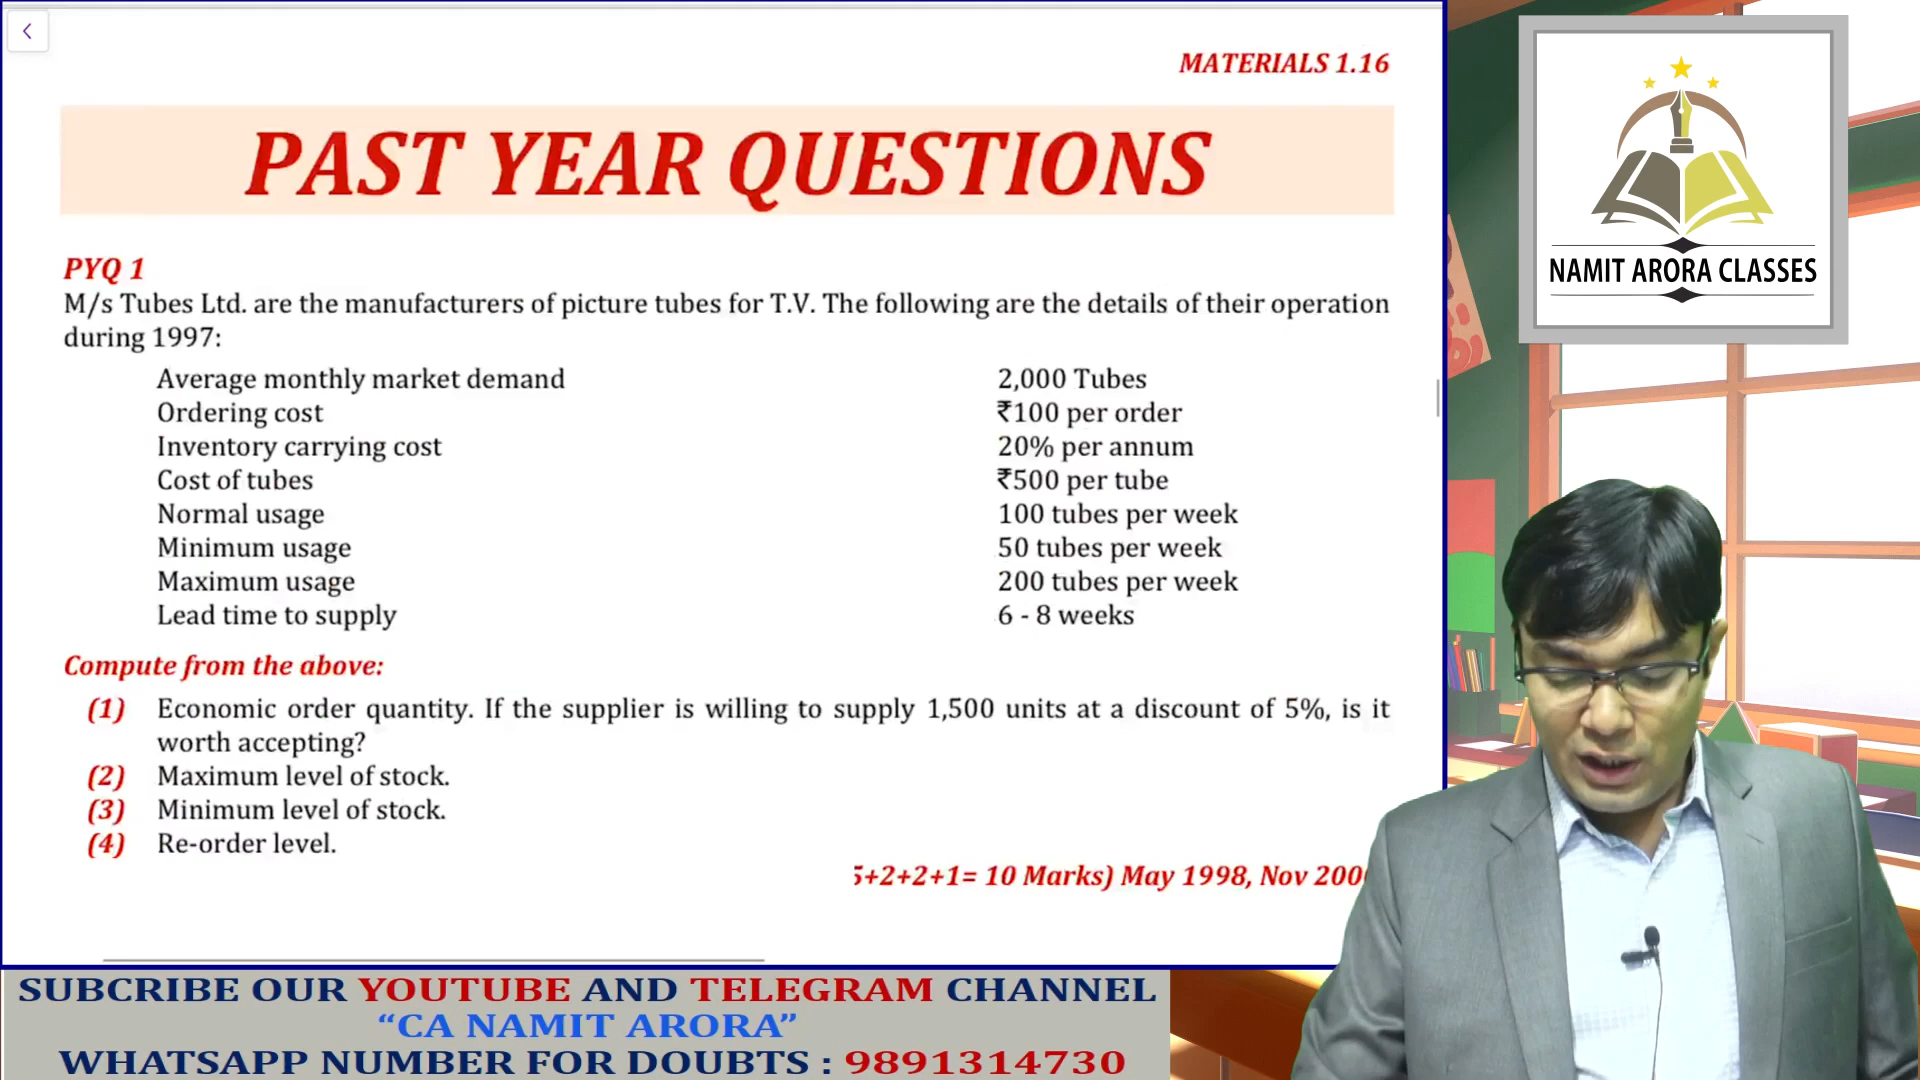 MATERIALS 1.16
PAST YEAR QUESTIONS
PYQ 1
M/s Tubes Ltd. are the manufacturers of picture tubes for T.V. The following are the details of their operation
during 1997:
Average monthly market demand 2,000 Tubes
Ordering cost ₹100 per order
Inventory carrying cost 20% per annum
Cost of tubes ₹500 per tube
Normal usage 100 tubes per week
Minimum usage 50 tubes per week
Maximum usage 200 tubes per week
Lead time to supply 6 - 8 weeks
Compute from the above:
(1) Economic order quantity. If the supplier is willing to supply 1,500 units at a discount of 5%, is it
worth accepting?
(2) Maximum level of stock.
(3) Minimum level of stock.
(4) Re-order level.
5+2+2+1= 10 Marks) May 1998, Nov
NAMIT ARORA CLASSES
SUBCRIBE OUR YOUTUBE AND TELEGRAM CHANNEL
“CA NAMIT ARORA”
WHATSAPP NUMBER FOR DOUBTS : 9891314730